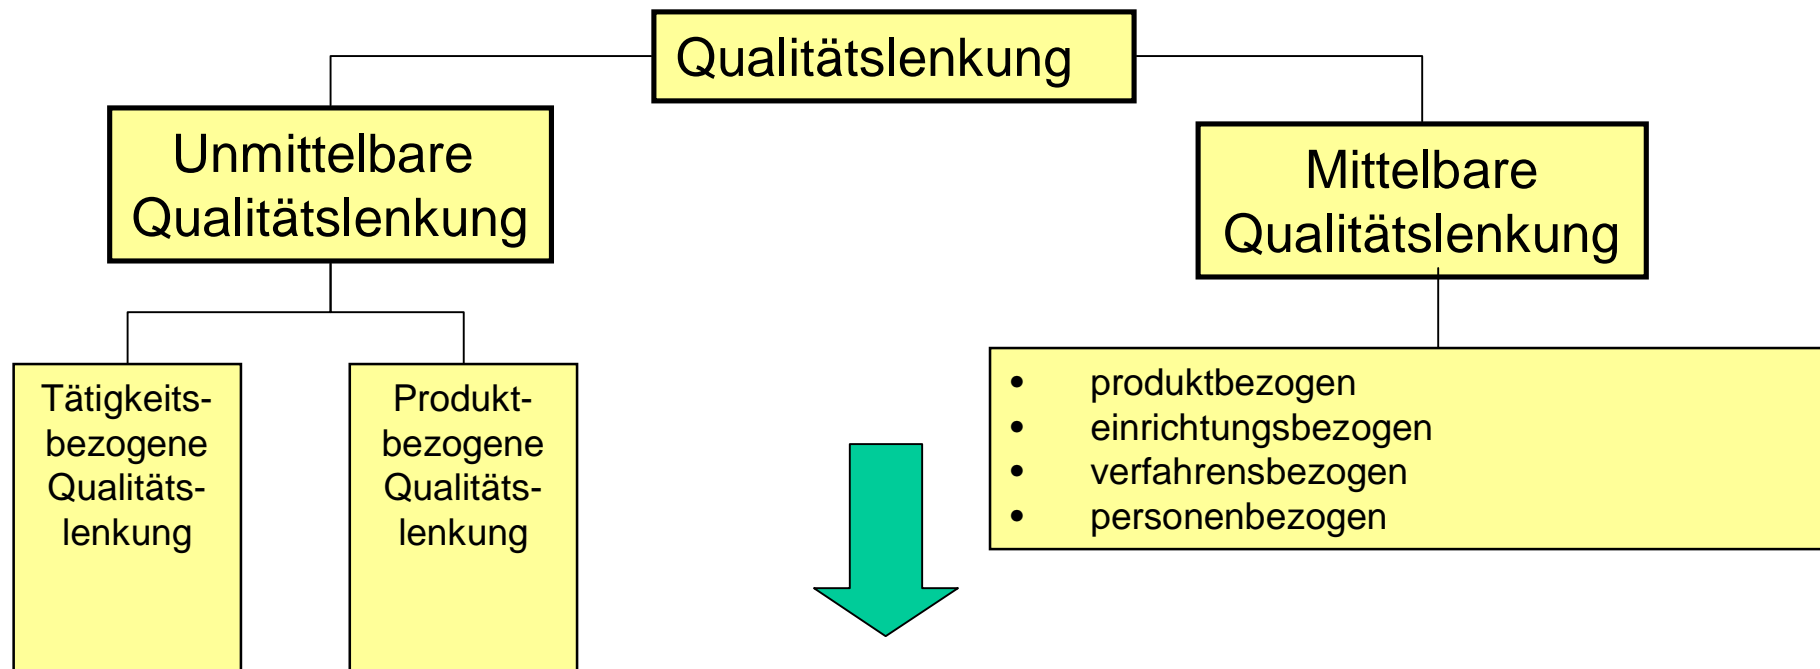 Qualitätslenkung
Unmittelbare
Qualitätslenkung
Mittelbare
Qualitätslenkung
Tätigkeits-
bezogene
Qualitäts-
lenkung
Produkt-
bezogene
Qualitäts-
lenkung
• produktbezogen
• einrichtungsbezogen
• verfahrensbezogen
• personenbezogen